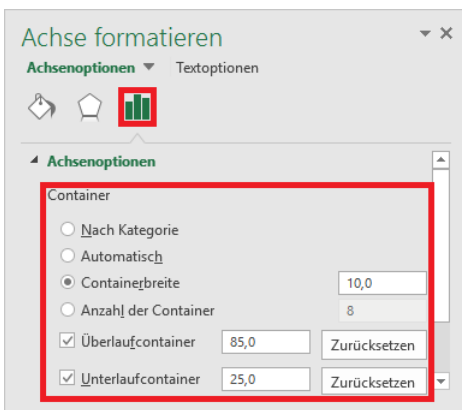 Achse formatieren
Achsenoptionen Textoptionen
Achsenoptionen
Container
Nach Kategorie
Automatisch
Containerbreite 10,0
Anzahl der Container 8
Überlaufcontainer 85,0 Zurücksetzen
Unterlaufcontainer 25,0 Zurücksetzen